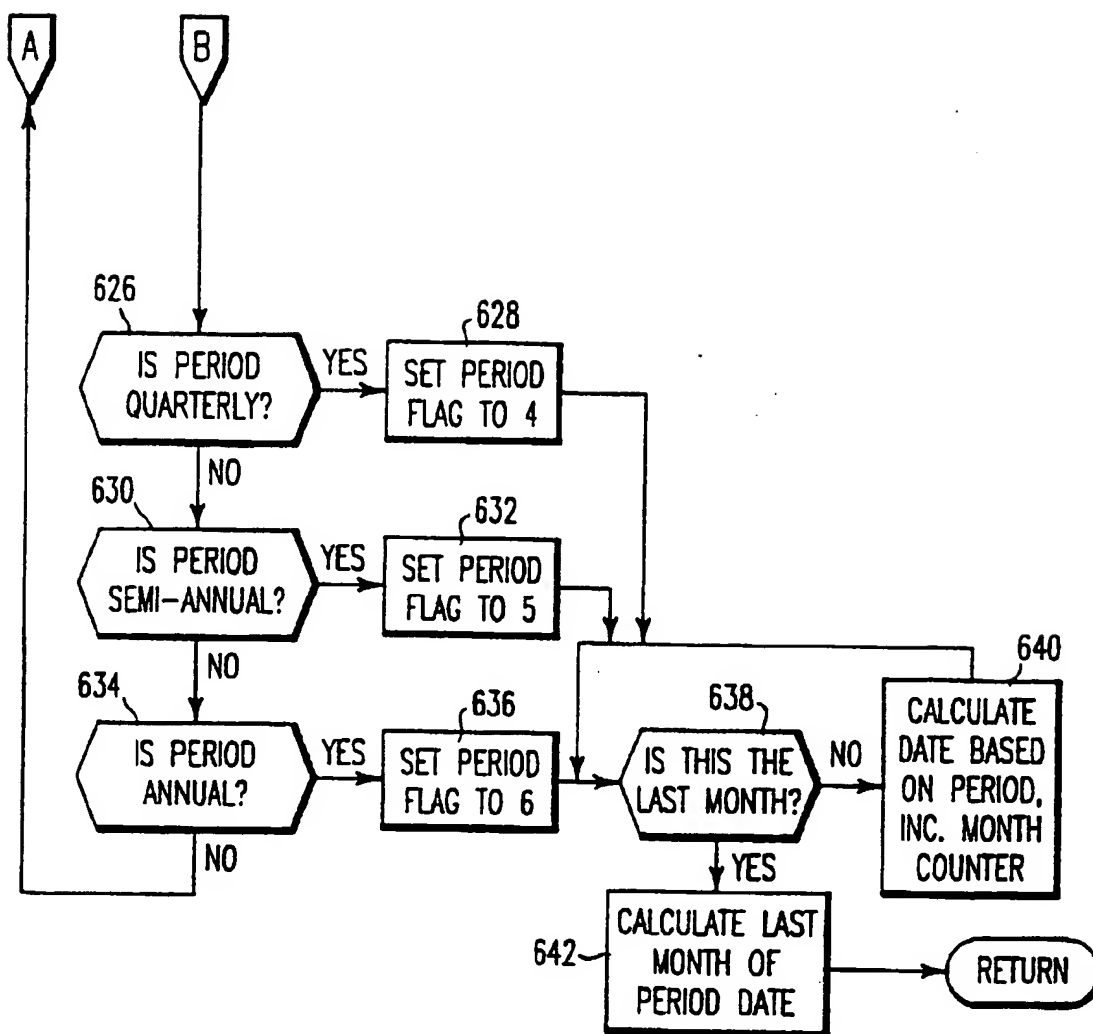 A
B
626
IS PERIOD
QUARTERLY?
YES
628
SET PERIOD
FLAG TO 4
NO
630
IS PERIOD
SEMI-ANNUAL?
YES
632
SET PERIOD
FLAG TO 5
NO
634
IS PERIOD
ANNUAL?
YES
636
SET PERIOD
FLAG TO 6
NO
638
IS THIS THE
LAST MONTH?
NO
640
CALCULATE
DATE BASED
ON PERIOD,
INC. MONTH
COUNTER
YES
642
CALCULATE LAST
MONTH OF
PERIOD DATE
RETURN